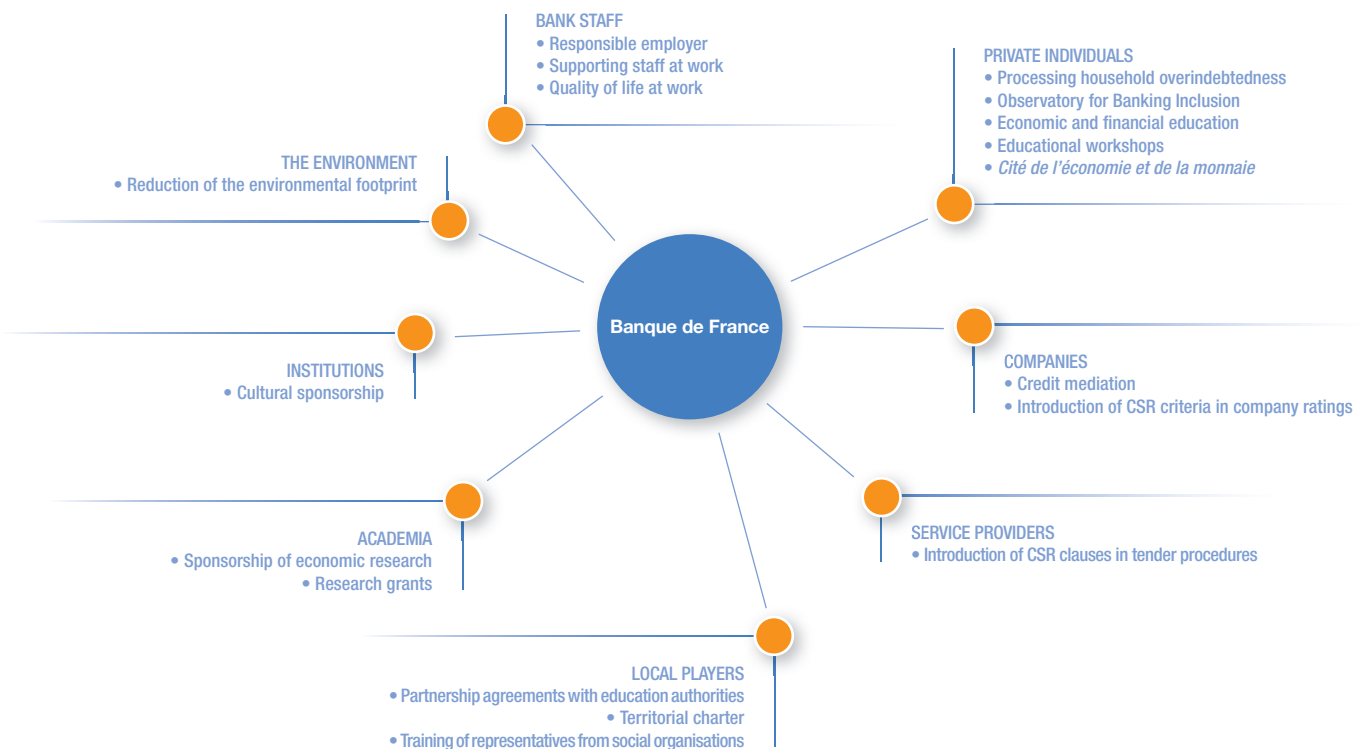 BANK STAFF
• Responsible employer
• Supporting staff at work
• Quality of life at work
PRIVATE INDIVIDUALS
• Processing household overindebtedness
• Observatory for Banking Inclusion
• Economic and financial education
• Educational workshops
• Cité de l'économie et de la monnaie
THE ENVIRONMENT
• Reduction of the environmental footprint
Banque de France
INSTITUTIONS
• Cultural sponsorship
COMPANIES
• Credit mediation
• Introduction of CSR criteria in company ratings
ACADEMIA
• Sponsorship of economic research
• Research grants
SERVICE PROVIDERS
• Introduction of CSR clauses in tender procedures
LOCAL PLAYERS
• Partnership agreements with education authorities
• Territorial charter
• Training of representatives from social organisations